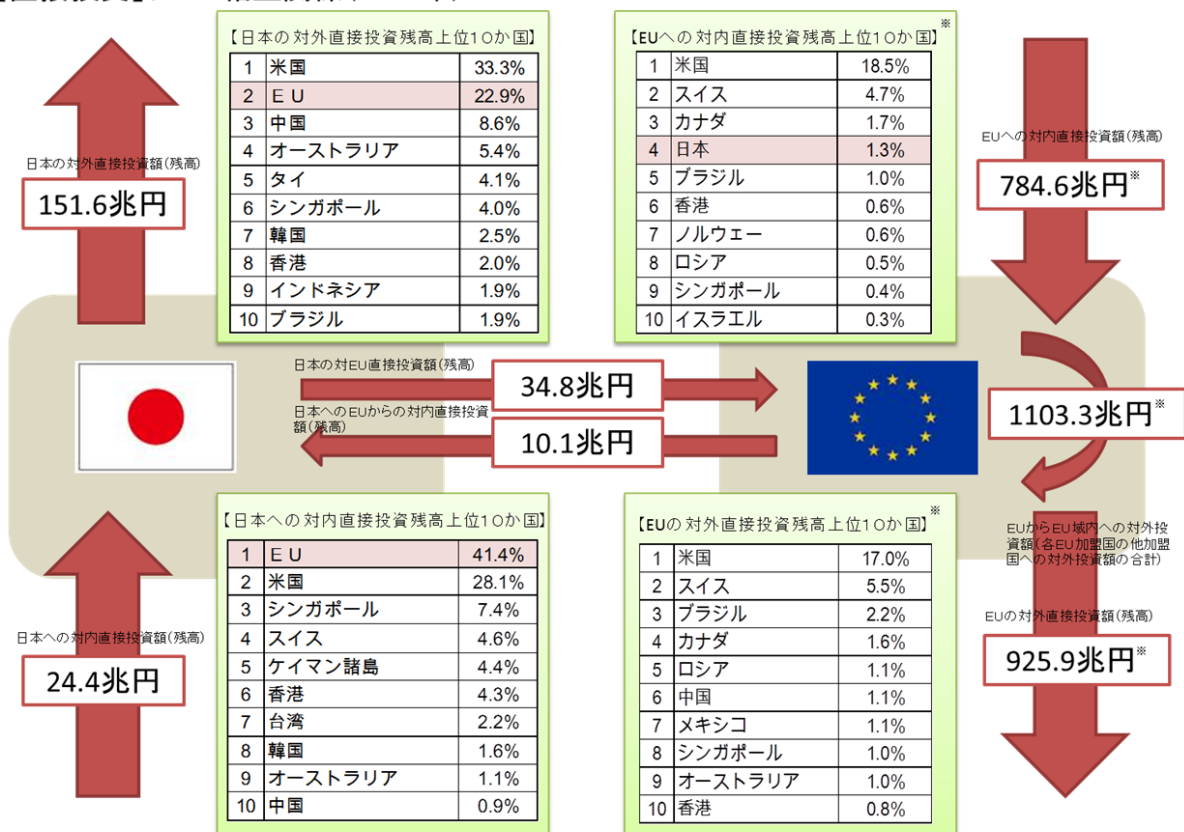 【日本の対外直接投資残高上位10か国】
1 米国 33.3%
2 EU 22.9%
3 中国 8.6%
4 オーストラリア 5.4%
5 タイ 4.1%
6 シンガポール 4.0%
7 韓国 2.5%
8 香港 2.0%
9 インドネシア 1.9%
10 ブラジル 1.9%
【EUへの対内直接投資残高上位10か国】※
1 米国 18.5%
2 スイス 4.7%
3 カナダ 1.7%
4 日本 1.3%
5 ブラジル 1.0%
6 香港 0.6%
7 ノルウェー 0.6%
8 ロシア 0.5%
9 シンガポール 0.4%
10 イスラエル 0.3%
日本の対外直接投資額(残高)
151.6兆円
EUへの対内直接投資額(残高)
784.6兆円※
日本の対EU直接投資額(残高)
34.8兆円
日本へのEUからの対内直接投資
額(残高)
10.1兆円
1103.3兆円※
EUからEU域内への対外投
資額(各EU加盟国の他加盟
国への対外投資額の合計)
日本への対内直接投資額(残高)
24.4兆円
【日本への対内直接投資残高上位10か国】
1 EU 41.4%
2 米国 28.1%
3 シンガポール 7.4%
4 スイス 4.6%
5 ケイマン諸島 4.4%
6 香港 4.3%
7 台湾 2.2%
8 韓国 1.6%
9 オーストラリア 1.1%
10 中国 0.9%
【EUの対外直接投資残高上位10か国】※
1 米国 17.0%
2 スイス 5.5%
3 ブラジル 2.2%
4 カナダ 1.6%
5 ロシア 1.1%
6 中国 1.1%
7 メキシコ 1.1%
8 シンガポール 1.0%
9 オーストラリア 1.0%
10 香港 0.8%
EUの対外直接投資額(残高)
925.9兆円※